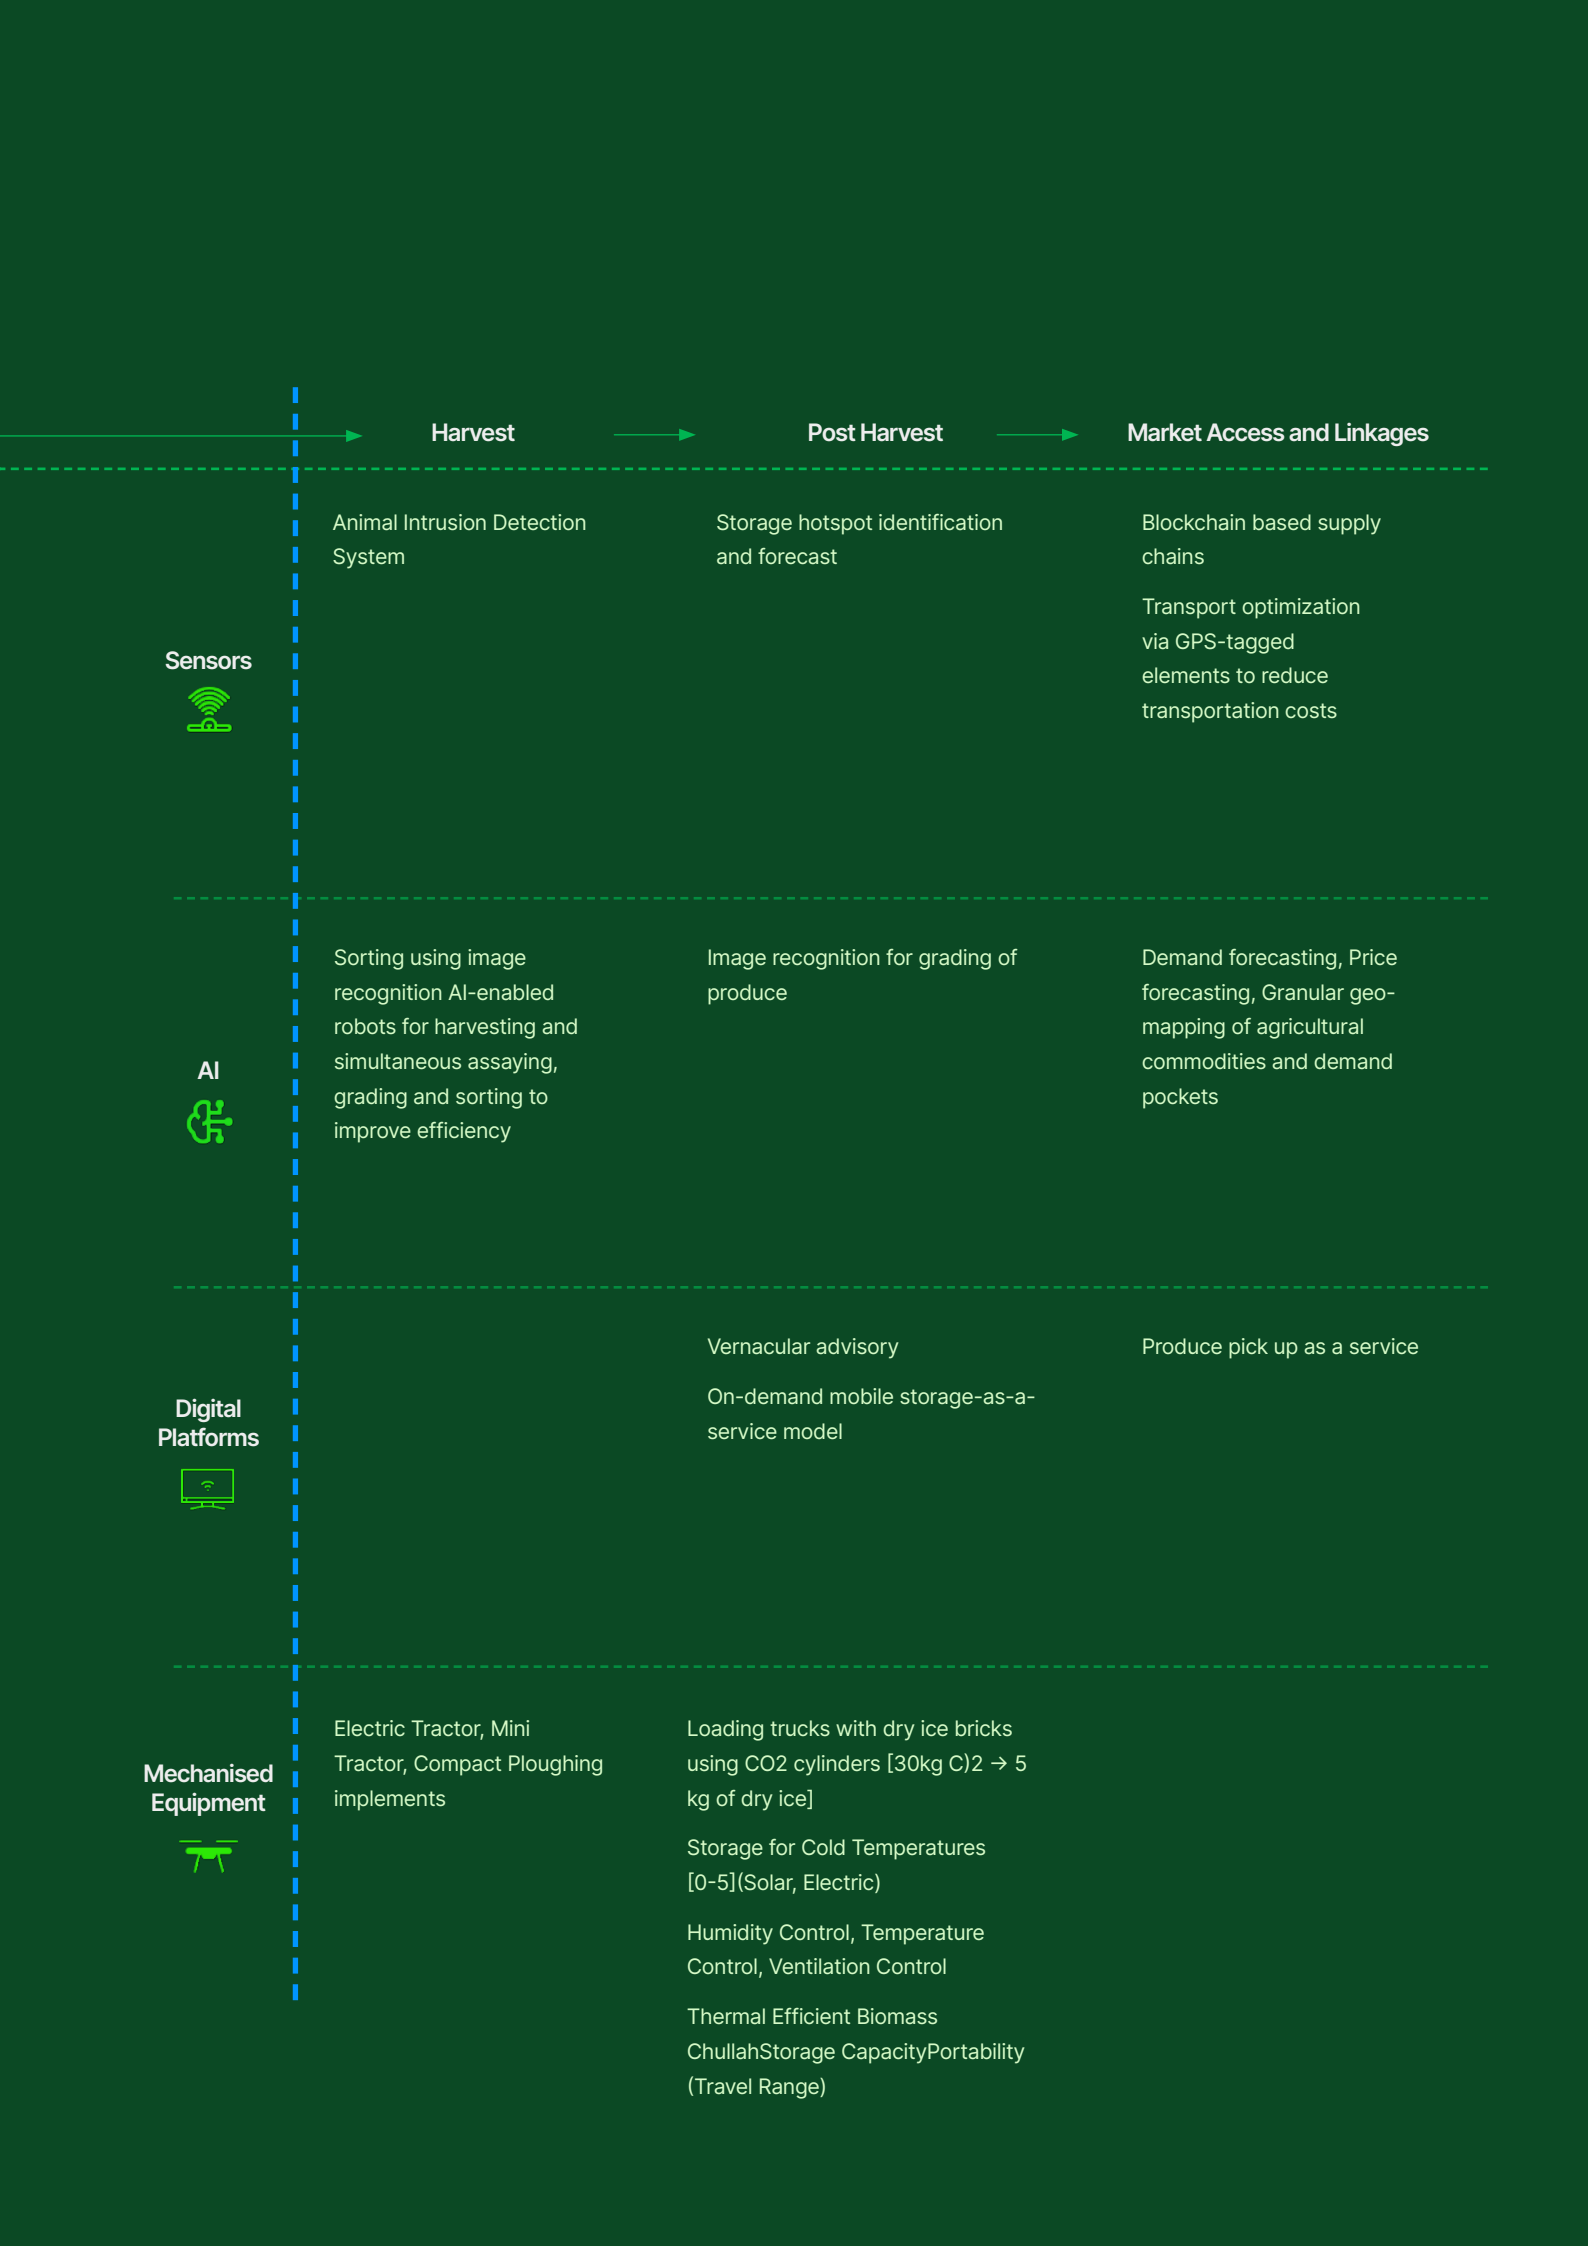 Harvest
Post Harvest
Market Access and Linkages
Sensors
Animal Intrusion Detection
System
Storage hotspot identification
and forecast
Blockchain based supply
chains
Transport optimization
via GPS-tagged
elements to reduce
transportation costs
AI
Sorting using image
recognition AI-enabled
robots for harvesting and
simultaneous assaying,
grading and sorting to
improve efficiency
Image recognition for grading of
produce
Demand forecasting, Price
forecasting, Granular geo-
mapping of agricultural
commodities and demand
pockets
Digital
Platforms
Vernacular advisory
On-demand mobile storage-as-a-
service model
Produce pick up as a service
Mechanised
Equipment
Electric Tractor, Mini
Tractor, Compact Ploughing
implements
Loading trucks with dry ice bricks
using CO2 cylinders [30kg C)2 → 5
kg of dry ice]
Storage for Cold Temperatures
[0-5](Solar, Electric)
Humidity Control, Temperature
Control, Ventilation Control
Thermal Efficient Biomass
ChullahStorage CapacityPortability
(Travel Range)